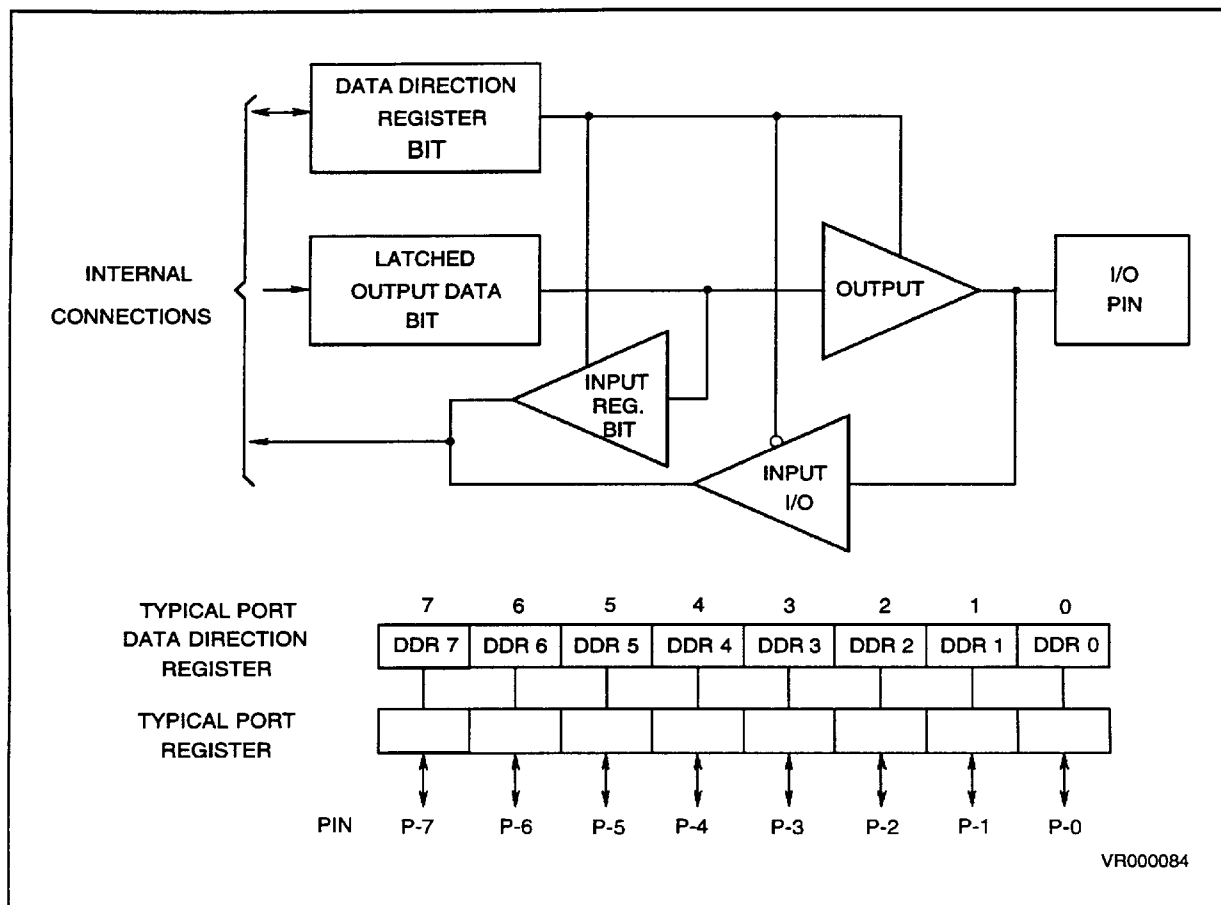 DATA DIRECTION
REGISTER
BIT
LATCHED
OUTPUT DATA
BIT
INTERNAL
CONNECTIONS
OUTPUT
I/O
PIN
INPUT
REG.
BIT
INPUT
I/O
TYPICAL PORT
DATA DIRECTION
REGISTER
7 6 5 4 3 2 1 0
DDR 7 DDR 6 DDR 5 DDR 4 DDR 3 DDR 2 DDR 1 DDR 0
TYPICAL PORT
REGISTER
PIN P-7 P-6 P-5 P-4 P-3 P-2 P-1 P-0
VR000084